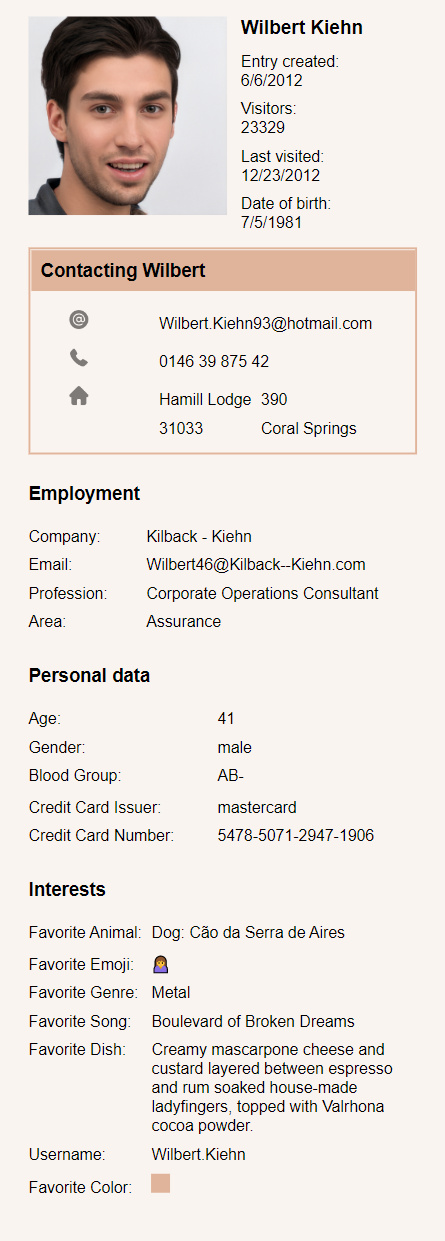 Wilbert Kiehn
Entry created:
6/6/2012
Visitors:
23329
Last visited:
12/23/2012
Date of birth:
7/5/1981
Contacting Wilbert
Wilbert.Kiehn93@hotmail.com
0146 39 875 42
Hamill Lodge 390
31033 Coral Springs
Employment
Company: Kilback - Kiehn
Email: Wilbert46@Kilback--Kiehn.com
Profession: Corporate Operations Consultant
Area: Assurance
Personal data
Age: 41
Gender: male
Blood Group: AB-
Credit Card Issuer: mastercard
Credit Card Number: 5478-5071-2947-1906
Interests
Favorite Animal: Dog: Cão da Serra de Aires
Favorite Emoji: 🙍‍♀️
Favorite Genre: Metal
Favorite Song: Boulevard of Broken Dreams
Favorite Dish: Creamy mascarpone cheese and
custard layered between espresso
and rum soaked house-made
ladyfingers, topped with Valrhona
cocoa powder.
Username: Wilbert.Kiehn
Favorite Color: